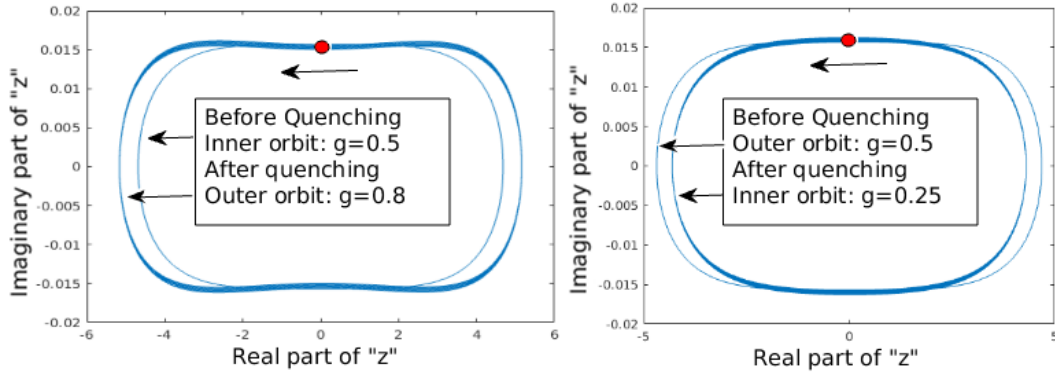 0.02
0.015
0.01
0.005
0
-0.005
-0.01
-0.015
-0.02
-6
-4
-2
0
2
4
6
Imaginary part of "z"
Real part of "z"
Before Quenching
Inner orbit: g=0.5
After quenching
Outer orbit: g=0.8
0.02
0.015
0.01
0.005
0
-0.005
-0.01
-0.015
-0.02
-5
0
5
Imaginary part of "z"
Real part of "z"
Before Quenching
Outer orbit: g=0.5
After quenching
Inner orbit: g=0.25